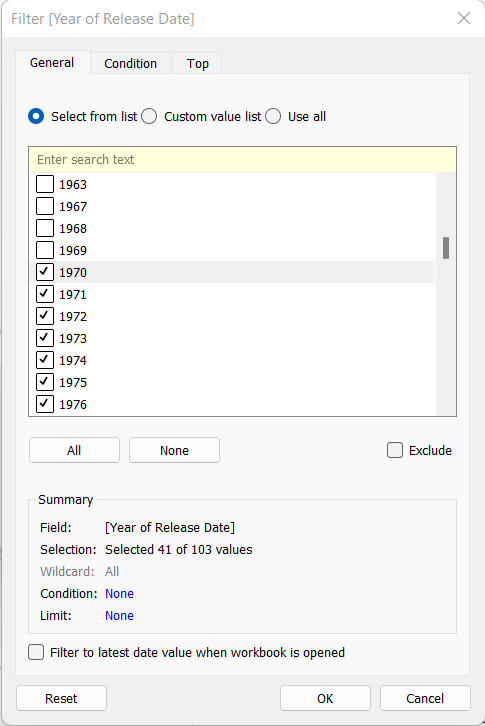 Filter [Year of Release Date]
General Condition Top
Select from list Custom value list Use all
Enter search text
1963
1967
1968
1969
1970
1971
1972
1973
1974
1975
1976
All None Exclude
Summary
Field: [Year of Release Date]
Selection: Selected 41 of 103 values
Wildcard: All
Condition: None
Limit: None
Filter to latest date value when workbook is opened
Reset OK Cancel